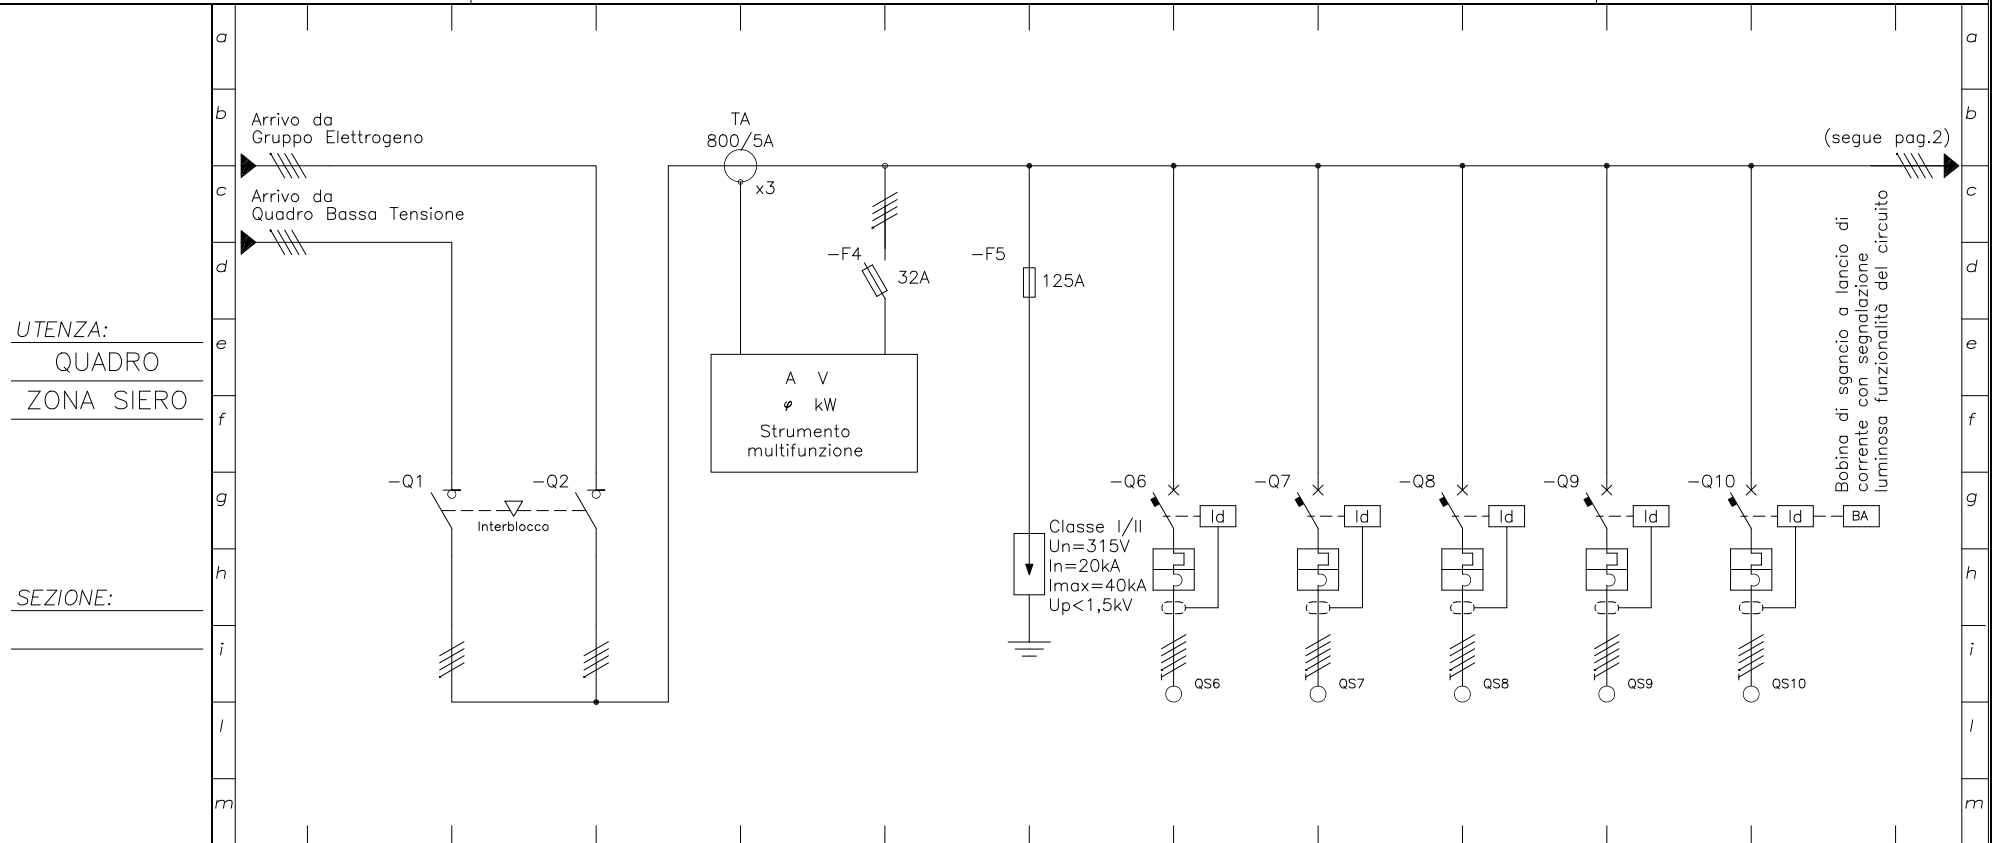 a
a
b
b
c
c
d
d
e
e
f
f
g
g
h
h
i
i
l
l
m
m
UTENZA:
QUADRO
ZONA SIERO
SEZIONE:
Arrivo da
Gruppo Elettrogeno
Arrivo da
Quadro Bassa Tensione
TA
800/5A
x3
(segue pag.2)
-F4
32A
-F5
125A
A V
φ kW
Strumento
multifunzione
-Q1
-Q2
Interblocco
Classe I/II
Un=315V
In=20kA
Imax=40kA
Up<1,5kV
-Q6
Id
QS6
-Q7
Id
QS7
-Q8
Id
QS8
-Q9
Id
QS9
-Q10
Id
BA
QS10
Bobina di sgancio a lancio di
corrente con segnalazione
luminosa funzionalità del circuito